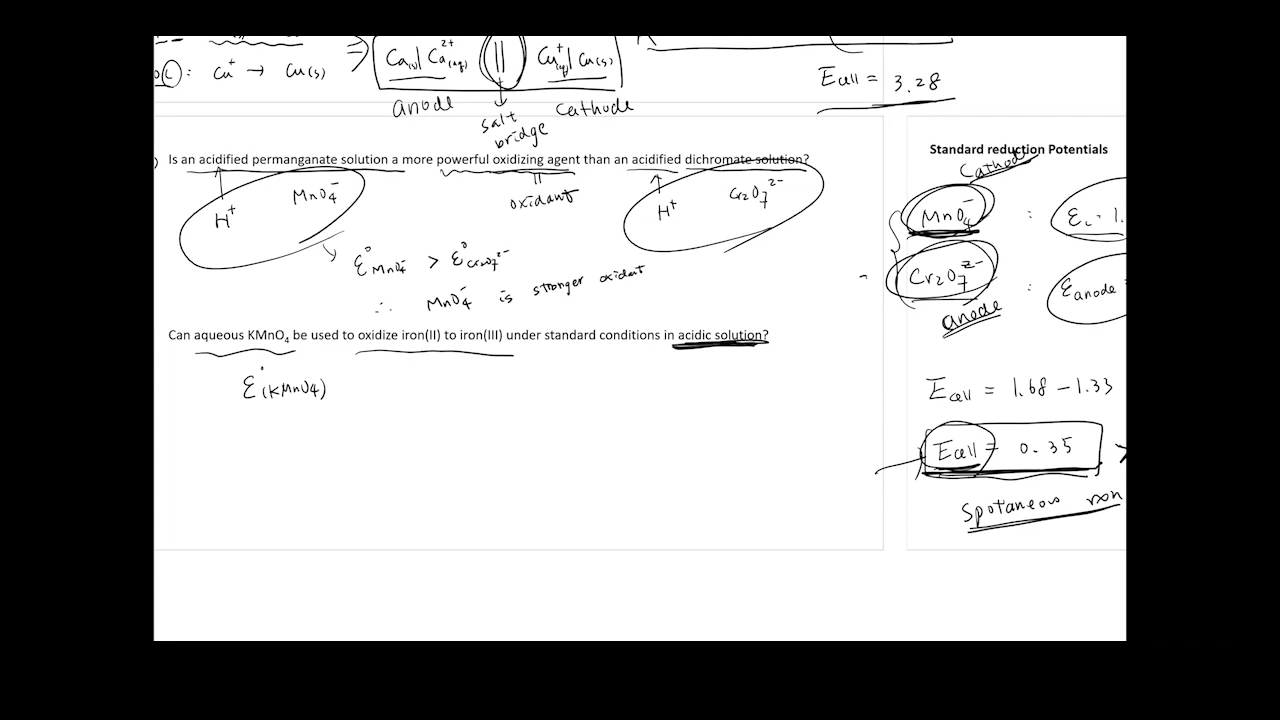 Ca(s) | Ca²⁺(aq) || Cu⁺(aq) | Cu(s)
: Cu⁺ → Cu(s)
anode
salt bridge
cathode
Ecell = 3.28
Is an acidified permanganate solution a more powerful oxidizing agent than an acidified dichromate solution?
H⁺ MnO₄⁻
oxidant
H⁺ Cr₂O₇²⁻
ε°MnO₄⁻ > ε°Cr₂O₇²⁻
∴ MnO₄⁻ is stronger oxidant
Can aqueous KMnO₄ be used to oxidize iron(II) to iron(III) under standard conditions in acidic solution?
ε°(KMnO₄)
Standard reduction Potentials
Cathode
MnO₄⁻ :
Cr₂O₇²⁻ : εanode =
anode
Ecell = 1.68 − 1.33
Ecell = 0.35
Spotaneous rxn